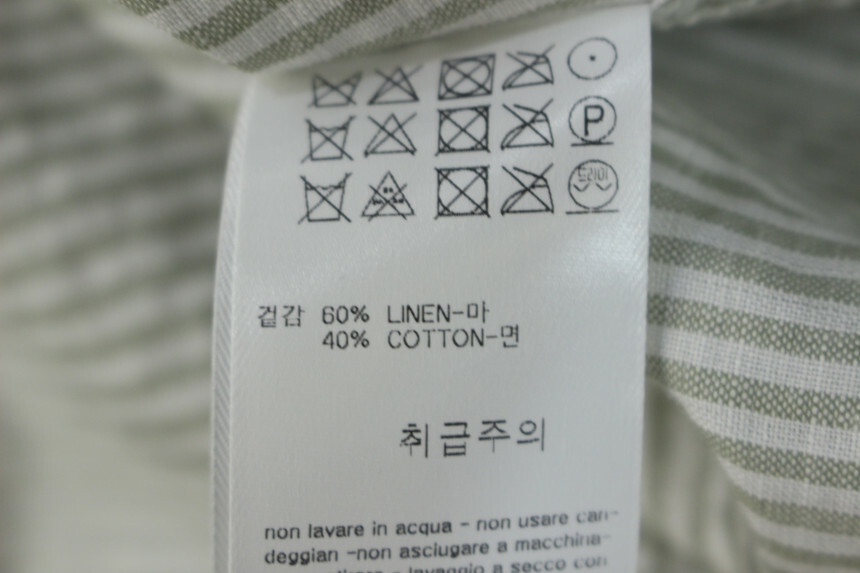 P
드라이
겉감 60% LINEN-마
40% COTTON-면
취급주의
non lavare in acqua - non usare can-
deggian -non asciugare a macchina-
- lavaggio a secco con